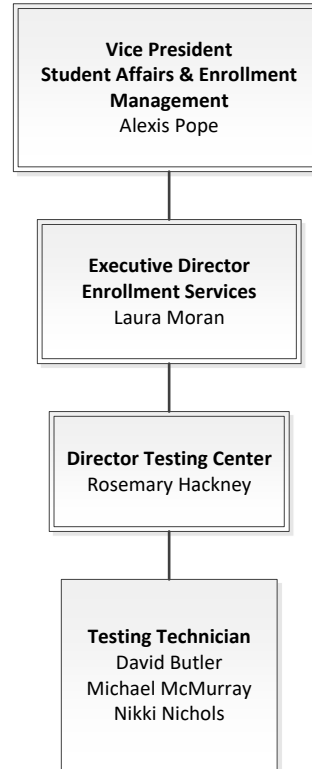 Vice President
Student Affairs & Enrollment
Management
Alexis Pope
Executive Director
Enrollment Services
Laura Moran
Director Testing Center
Rosemary Hackney
Testing Technician
David Butler
Michael McMurray
Nikki Nichols